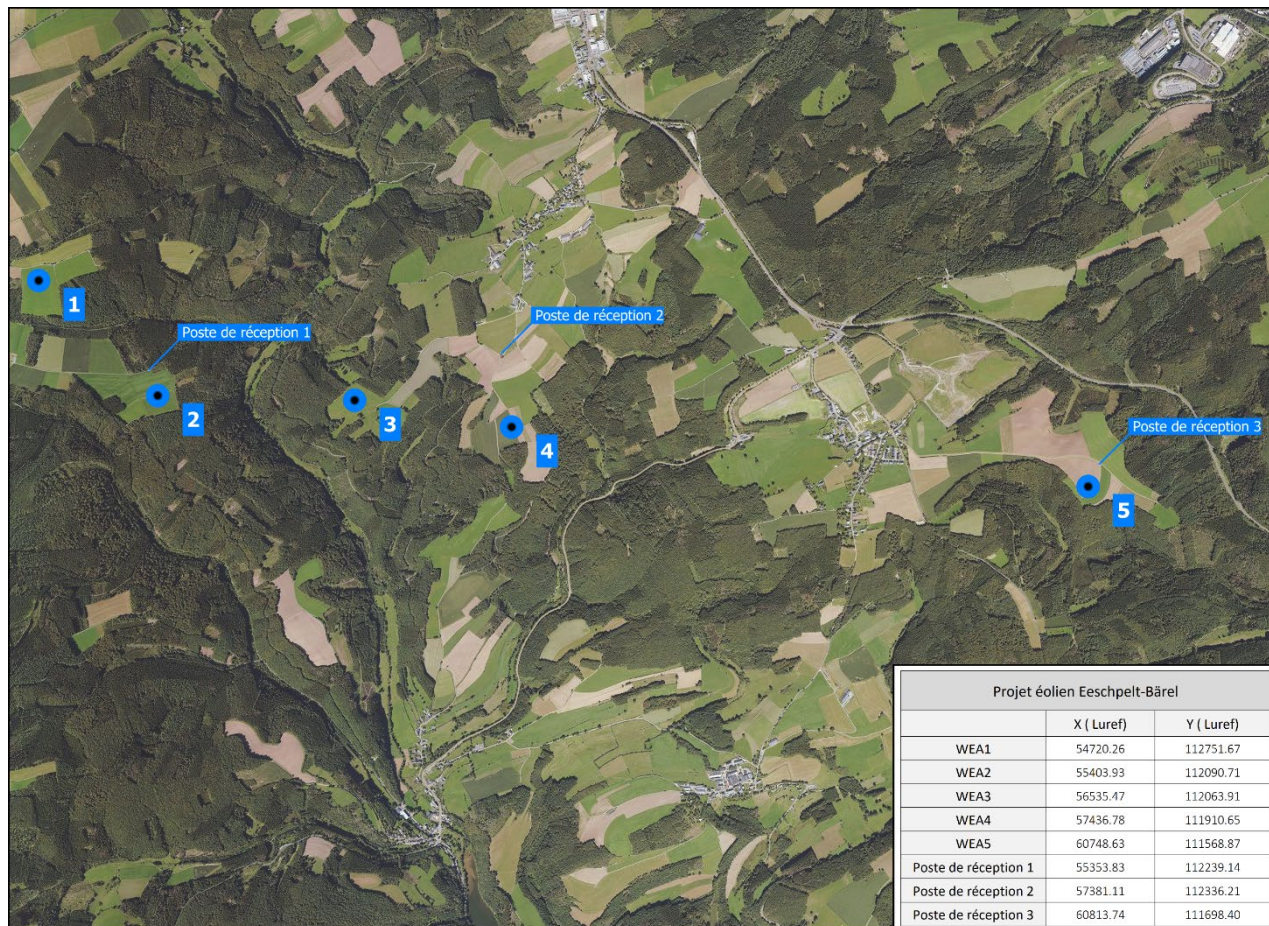 1
Poste de réception 1
2
Poste de réception 2
3
4
Poste de réception 3
5
Projet éolien Eeschpelt-Bärel
X ( Luref) Y ( Luref)
WEA1 54720.26 112751.67
WEA2 55403.93 112090.71
WEA3 56535.47 112063.91
WEA4 57436.78 111910.65
WEA5 60748.63 111568.87
Poste de réception 1 55353.83 112239.14
Poste de réception 2 57381.11 112336.21
Poste de réception 3 60813.74 111698.40